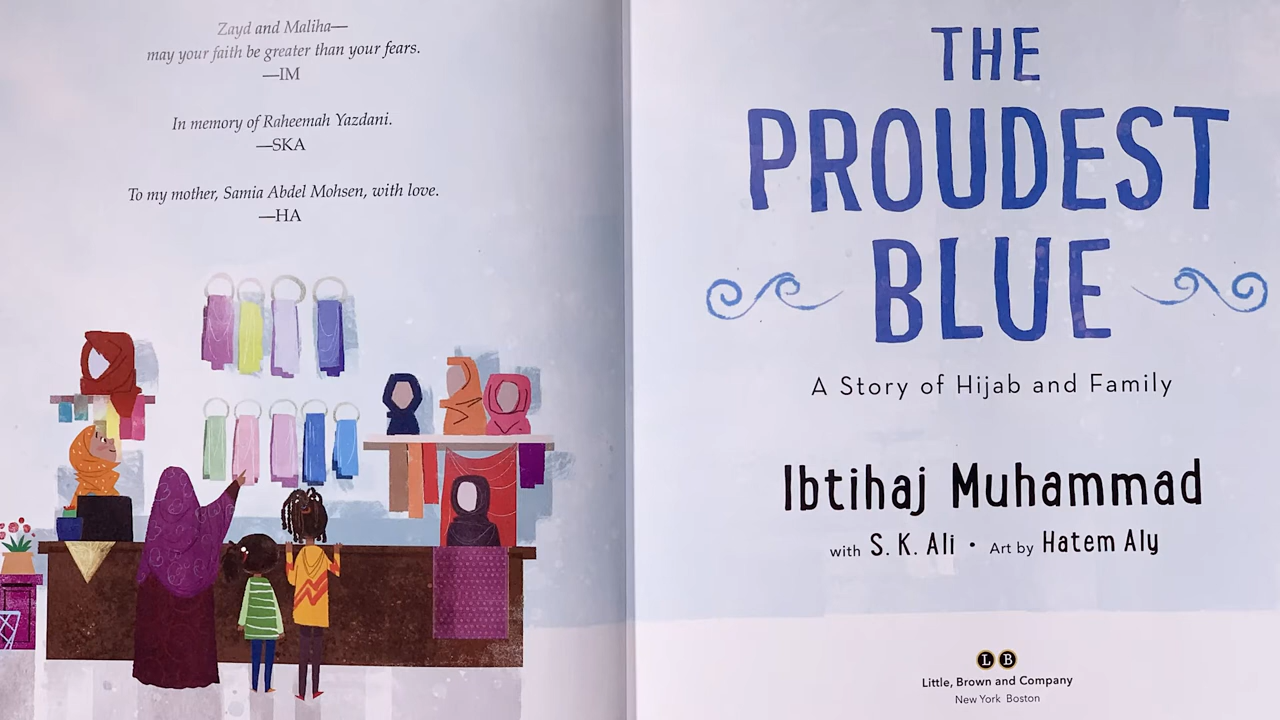 Zayd and Maliha—
may your faith be greater than your fears.
—IM
In memory of Raheemah Yazdani.
—SKA
To my mother, Samia Abdel Mohsen, with love.
—HA
THE
PROUDEST
BLUE
A Story of Hijab and Family
Ibtihaj Muhammad
with S. K. Ali • Art by Hatem Aly
L B
Little, Brown and Company
New York Boston